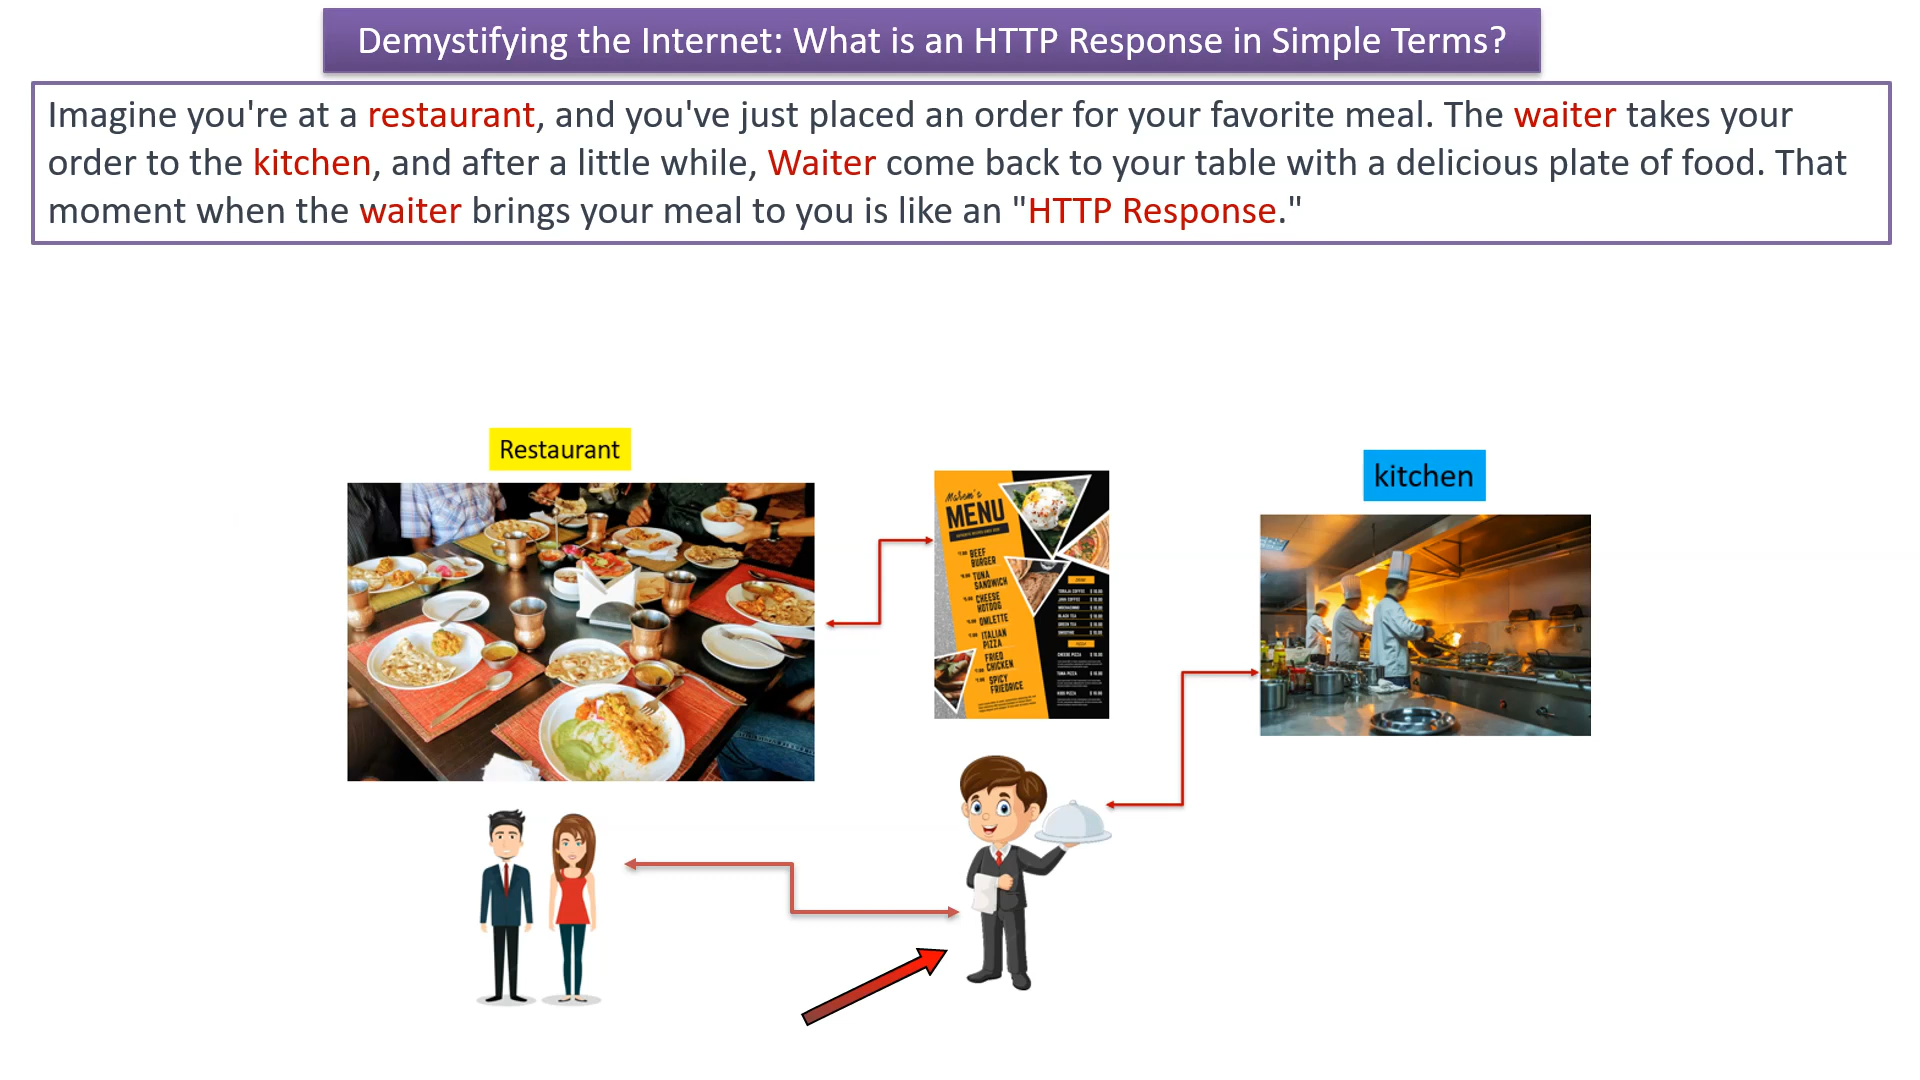 Demystifying the Internet: What is an HTTP Response in Simple Terms?
Imagine you're at a restaurant, and you've just placed an order for your favorite meal. The waiter takes your
order to the kitchen, and after a little while, Waiter come back to your table with a delicious plate of food. That
moment when the waiter brings your meal to you is like an "HTTP Response."
Restaurant
kitchen
MENU
BEEF
BURGER
TUNA
SANDWICH
CHEESE
HOTDOG
OMLETTE
ITALIAN
PIZZA
FRIED
CHICKEN
SPICY
FRIEDRICE